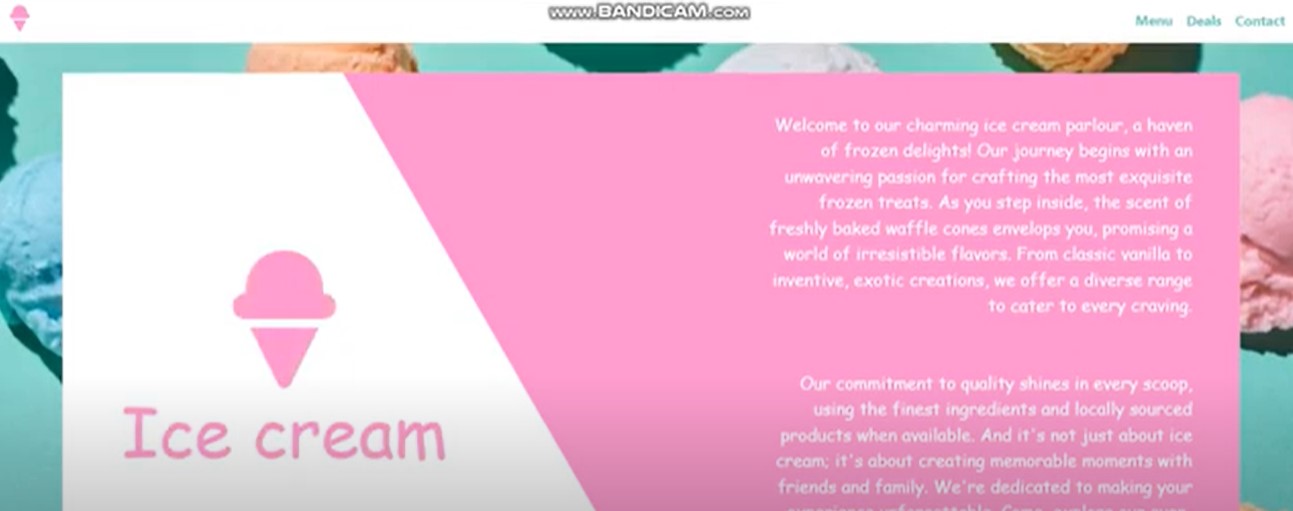 www.BANDICAM.com
Menu Deals Contact
Welcome to our charming ice cream parlour, a haven
of frozen delights! Our journey begins with an
unwavering passion for crafting the most exquisite
frozen treats. As you step inside, the scent of
freshly baked waffle cones envelops you, promising a
world of irresistible flavors. From classic vanilla to
inventive, exotic creations, we offer a diverse range
to cater to every craving.
Ice cream
Our commitment to quality shines in every scoop,
using the finest ingredients and locally sourced
products when available. And it's not just about ice
cream; it's about creating memorable moments with
friends and family. We're dedicated to making your